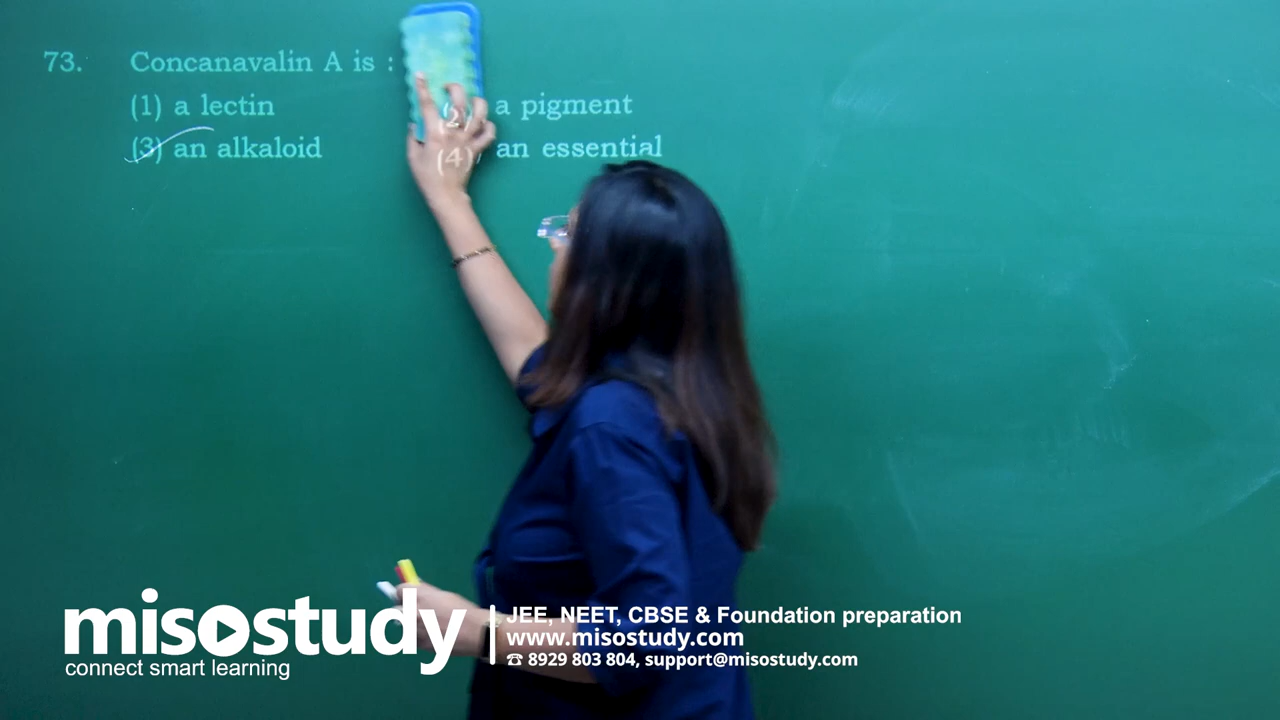 73. Concanavalin A is :
(1) a lectin (2) a pigment
(3) an alkaloid (4) an essential
misostudy
connect smart learning
JEE, NEET, CBSE & Foundation preparation
www.misostudy.com
☎ 8929 803 804, support@misostudy.com